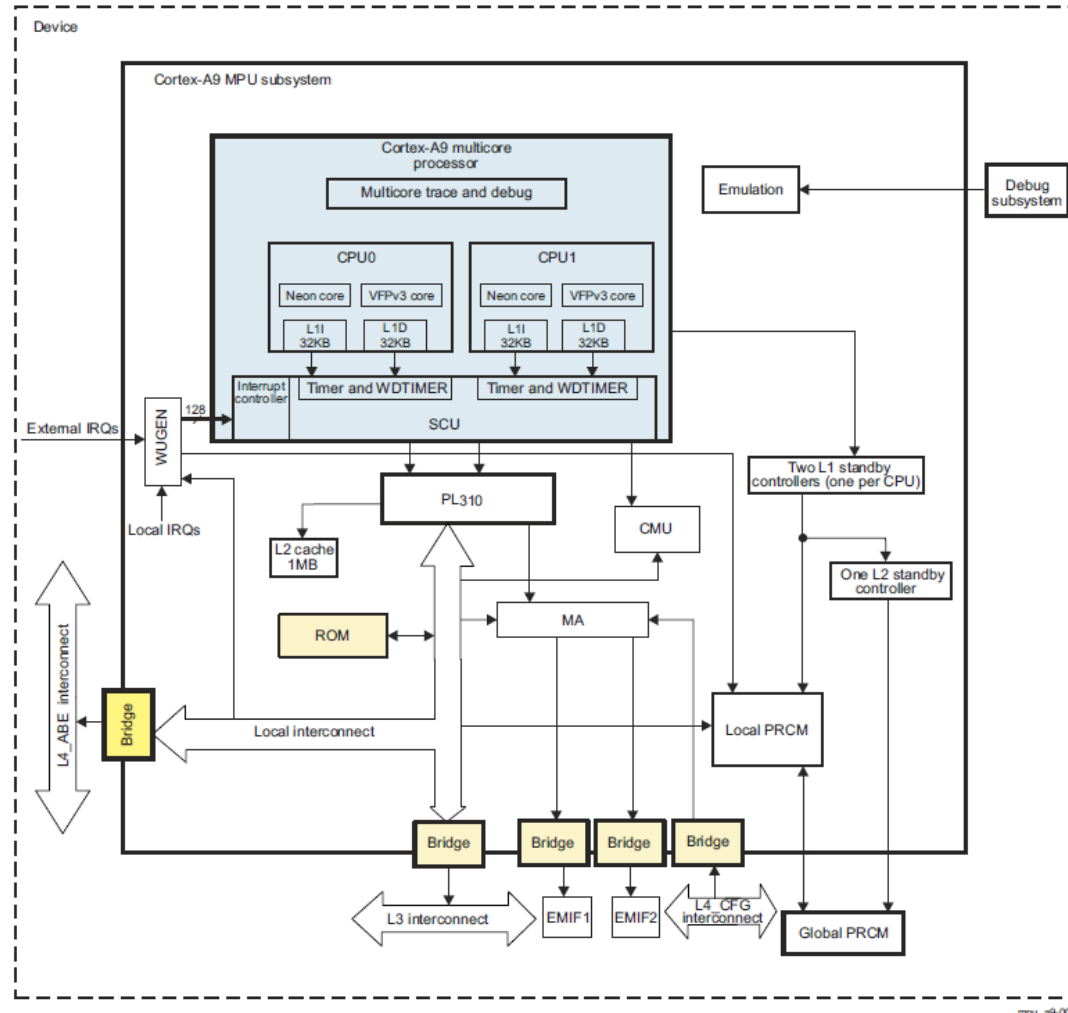 Device
Cortex-A9 MPU subsystem
Cortex-A9 multicore
processor
Multicore trace and debug
Emulation
Debug
subsystem
CPU0
CPU1
Neon core
VFPv3 core
Neon core
VFPv3 core
L1I
32KB
L1D
32KB
L1I
32KB
L1D
32KB
Interrupt
controller
Timer and WDTIMER
Timer and WDTIMER
SCU
128
External IRQs
WUGEN
Local IRQs
Two L1 standby
controllers (one per CPU)
PL310
CMU
L2 cache
1MB
One L2 standby
controller
MA
ROM
L4_ABE interconnect
Bridge
Local interconnect
Local PRCM
Bridge
Bridge
Bridge
Bridge
L3 interconnect
EMIF1
EMIF2
L4_CFG
interconnect
Global PRCM